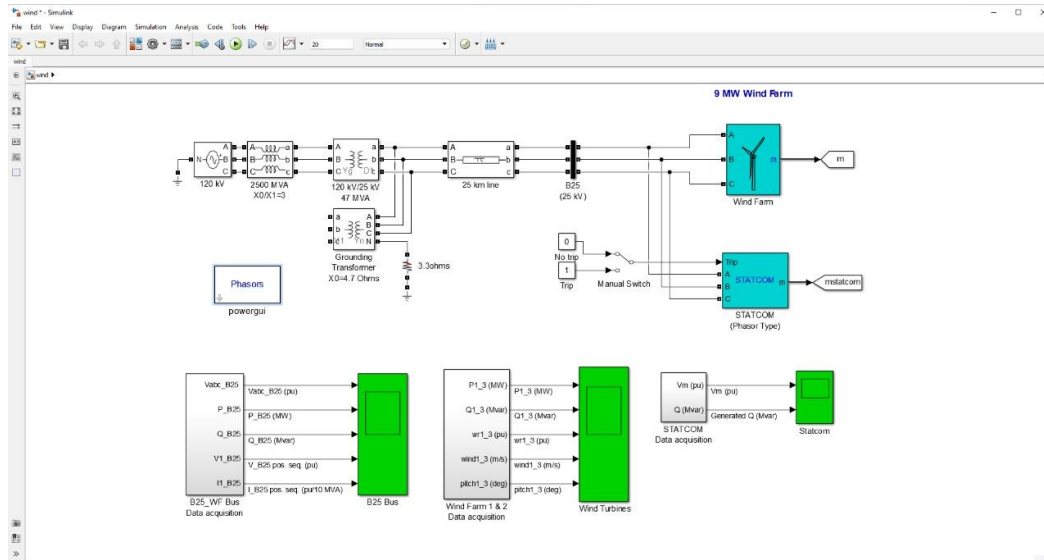 wind * - Simulink
File Edit View Display Diagram Simulation Analysis Code Tools Help
20
Normal
wind
wind
9 MW Wind Farm
N A B C
120 kV
A a
B b
C c
2500 MVA
X0/X1=3
A a
B b
C c
Yg D1
120 kV/25 kV
47 MVA
A a
B b
C c
25 km line
B25
(25 kV)
A
B
C
m
Wind Farm
m
a A
b B
c C
d1 Yn N
Grounding
Transformer
X0=4.7 Ohms
3.3ohms
0
No trip
1
Trip
Manual Switch
Trip
A
B
C
STATCOM
m
STATCOM
(Phasor Type)
mstatcom
Phasors
powergui
Vabc_B25
Vabc_B25 (pu)
P_B25
P_B25 (MW)
Q_B25
Q_B25 (Mvar)
V1_B25
V_B25 pos. seq. (pu)
I1_B25
I_B25 pos. seq. (pu/10 MVA)
B25_WF Bus
Data acquisition
B25 Bus
P1_3 (MW)
P1_3 (MW)
Q1_3 (Mvar)
Q1_3 (Mvar)
wr1_3 (pu)
wr1_3 (pu)
wind1_3 (m/s)
wind1_3 (m/s)
pitch1_3 (deg)
pitch1_3 (deg)
Wind Farm 1 & 2
Data acquisition
Wind Turbines
Vm (pu)
Vm (pu)
Q (Mvar)
Generated Q (Mvar)
STATCOM
Data acquisition
Statcom